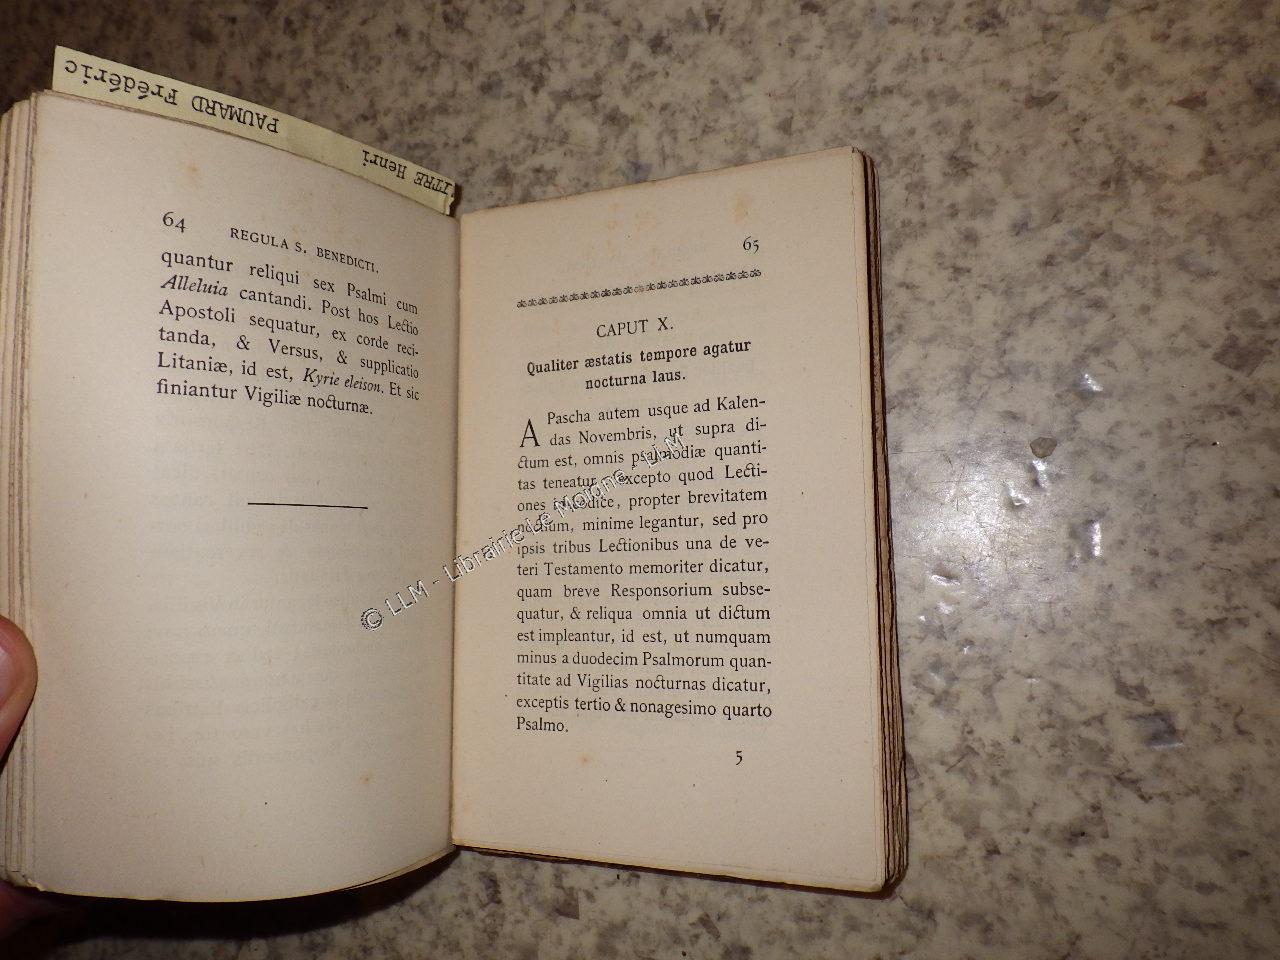 PAUMARD Frédéric
ITRE Henri
64 REGULA S. BENEDICTI.
quantur reliqui sex Psalmi cum
Alleluia cantandi. Post hos Lectio
Apostoli sequatur, ex corde reci-
tanda, & Versus, & supplicatio
Litaniæ, id est, Kyrie eleison. Et sic
finiantur Vigiliæ nocturnæ.
65
CAPUT X.
Qualiter æstatis tempore agatur
nocturna laus.
A Pascha autem usque ad Kalen-
das Novembris, ut supra di-
ctum est, omnis psalmodiæ quanti-
tas teneatur, excepto quod Lecti-
ones in codice, propter brevitatem
noctium, minime legantur, sed pro
ipsis tribus Lectionibus una de ve-
teri Testamento memoriter dicatur,
quam breve Responsorium subse-
quatur, & reliqua omnia ut dictum
est impleantur, id est, ut numquam
minus a duodecim Psalmorum quan-
titate ad Vigilias nocturnas dicatur,
exceptis tertio & nonagesimo quarto
Psalmo.
5
© LLM - Librairie Le Moigne - LLM